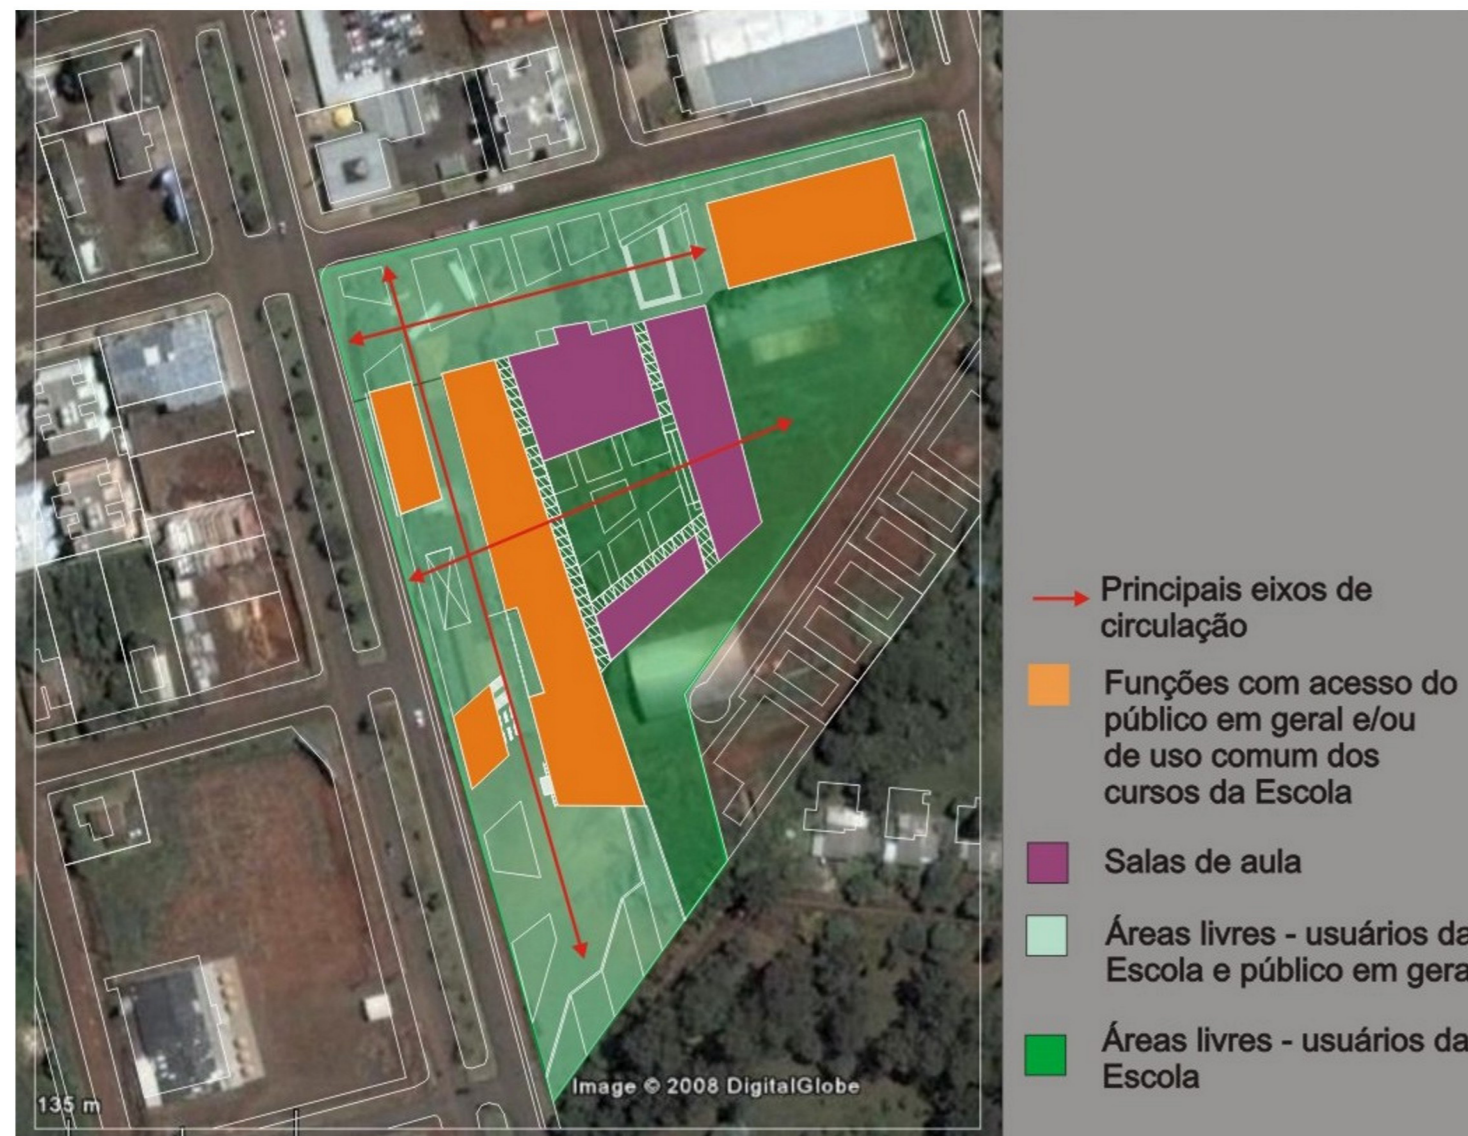 Principais eixos de
circulação
Funções com acesso do
público em geral e/ou
de uso comum dos
cursos da Escola
Salas de aula
Áreas livres - usuários da
Escola e público em gera
Áreas livres - usuários da
Escola
Image © 2008 DigitalGlobe
135 m